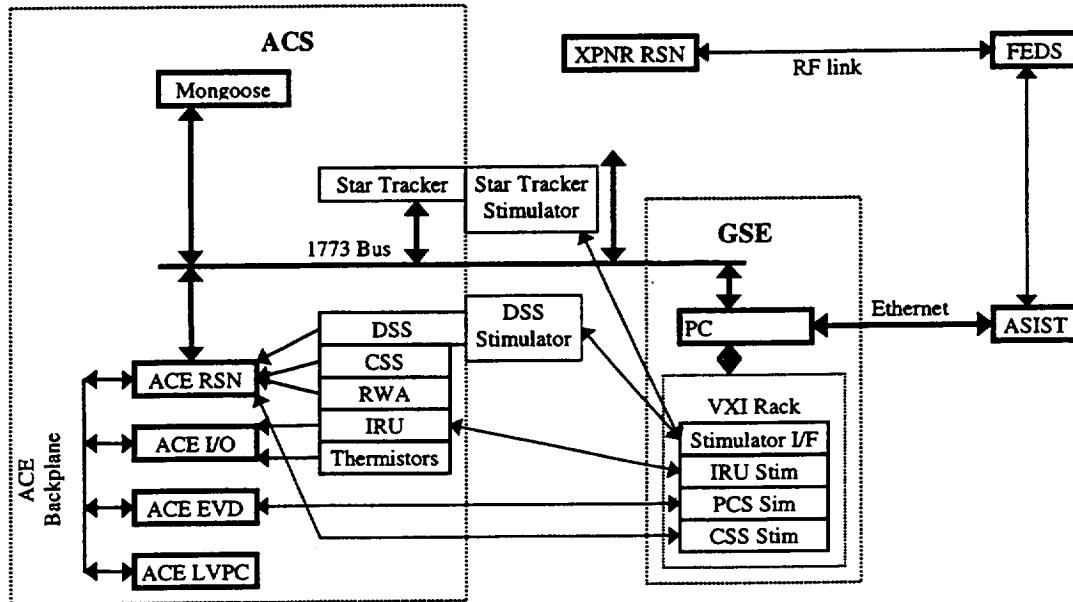 ACS
XPNR RSN
FEDS
RF link
Mongoose
Star Tracker
Star Tracker
Stimulator
GSE
1773 Bus
DSS
DSS
Stimulator
PC
Ethernet
ASIST
CSS
ACE RSN
RWA
VXI Rack
IRU
Stimulator I/F
ACE I/O
Thermistors
IRU Stim
ACE
Backplane
ACE EVD
PCS Sim
CSS Stim
ACE LVPC